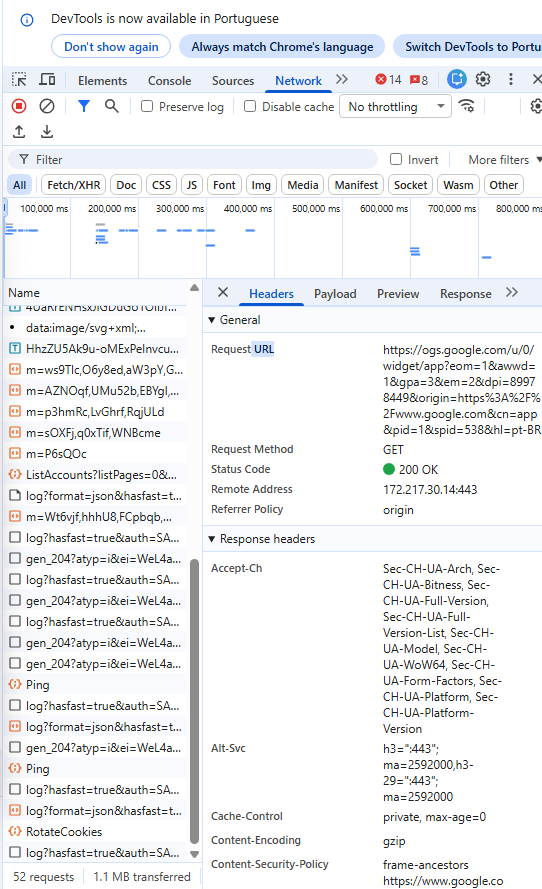 DevTools is now available in Portuguese
Don't show again
Always match Chrome's language
Switch DevTools to Portu
Elements Console Sources Network 14 8
Preserve log Disable cache No throttling
Filter Invert More filters
All Fetch/XHR Doc CSS JS Font Img Media Manifest Socket Wasm Other
100,000 ms 200,000 ms 300,000 ms 400,000 ms 500,000 ms 600,000 ms 700,000 ms 800,000 ms
Name
data:image/svg+xml;...
HhzZU5Ak9u-oMExPeInvcu...
m=ws9Tlc,O6y8ed,aW3pY,G...
m=AZNOqf,UMu52b,EBYgl,...
m=p3hmRc,LvGhrf,RqjULd
m=sOXFj,q0xTif,WNBcme
m=P6sQOc
ListAccounts?listPages=0&...
log?format=json&hasfast=t...
m=Wt6vjf,hhhU8,FCpbqb,...
log?hasfast=true&auth=SA...
gen_204?atyp=i&ei=WeL4a...
log?hasfast=true&auth=SA...
gen_204?atyp=i&ei=WeL4a...
log?hasfast=true&auth=SA...
gen_204?atyp=i&ei=WeL4a...
gen_204?atyp=i&ei=WeL4a...
Ping
log?hasfast=true&auth=SA...
log?format=json&hasfast=t...
gen_204?atyp=i&ei=WeL4a...
Ping
log?hasfast=true&auth=SA...
log?format=json&hasfast=t...
RotateCookies
log?hasfast=true&auth=SA...
52 requests 1.1 MB transferred
Headers Payload Preview Response
General
Request URL
https://ogs.google.com/u/0/
widget/app?eom=1&awwd=
1&gpa=3&em=2&dpi=8997
8449&origin=https%3A%2F%
2Fwww.google.com&cn=app
&pid=1&spid=538&hl=pt-BR
Request Method GET
Status Code 200 OK
Remote Address 172.217.30.14:443
Referrer Policy origin
Response headers
Accept-Ch
Sec-CH-UA-Arch, Sec-
CH-UA-Bitness, Sec-
CH-UA-Full-Version,
Sec-CH-UA-Full-
Version-List, Sec-CH-
UA-Model, Sec-CH-
UA-WoW64, Sec-CH-
UA-Form-Factors, Sec-
CH-UA-Platform, Sec-
CH-UA-Platform-
Version
Alt-Svc
h3=":443";
ma=2592000,h3-
29=":443";
ma=2592000
Cache-Control private, max-age=0
Content-Encoding gzip
Content-Security-Policy frame-ancestors
https://www.google.co